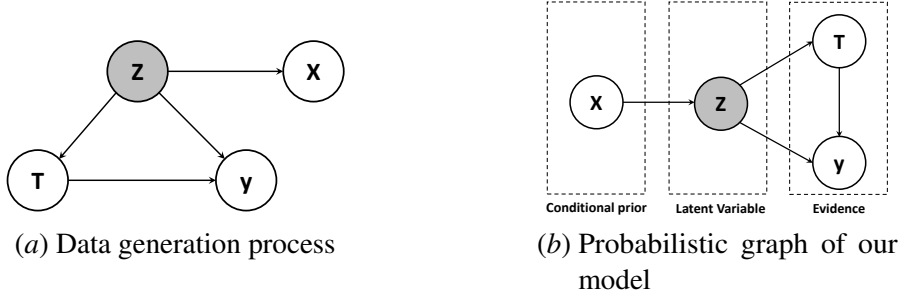 Z
X
T
y
(a) Data generation process
X
Z
T
y
Conditional prior
Latent Variable
Evidence
(b) Probabilistic graph of our
model